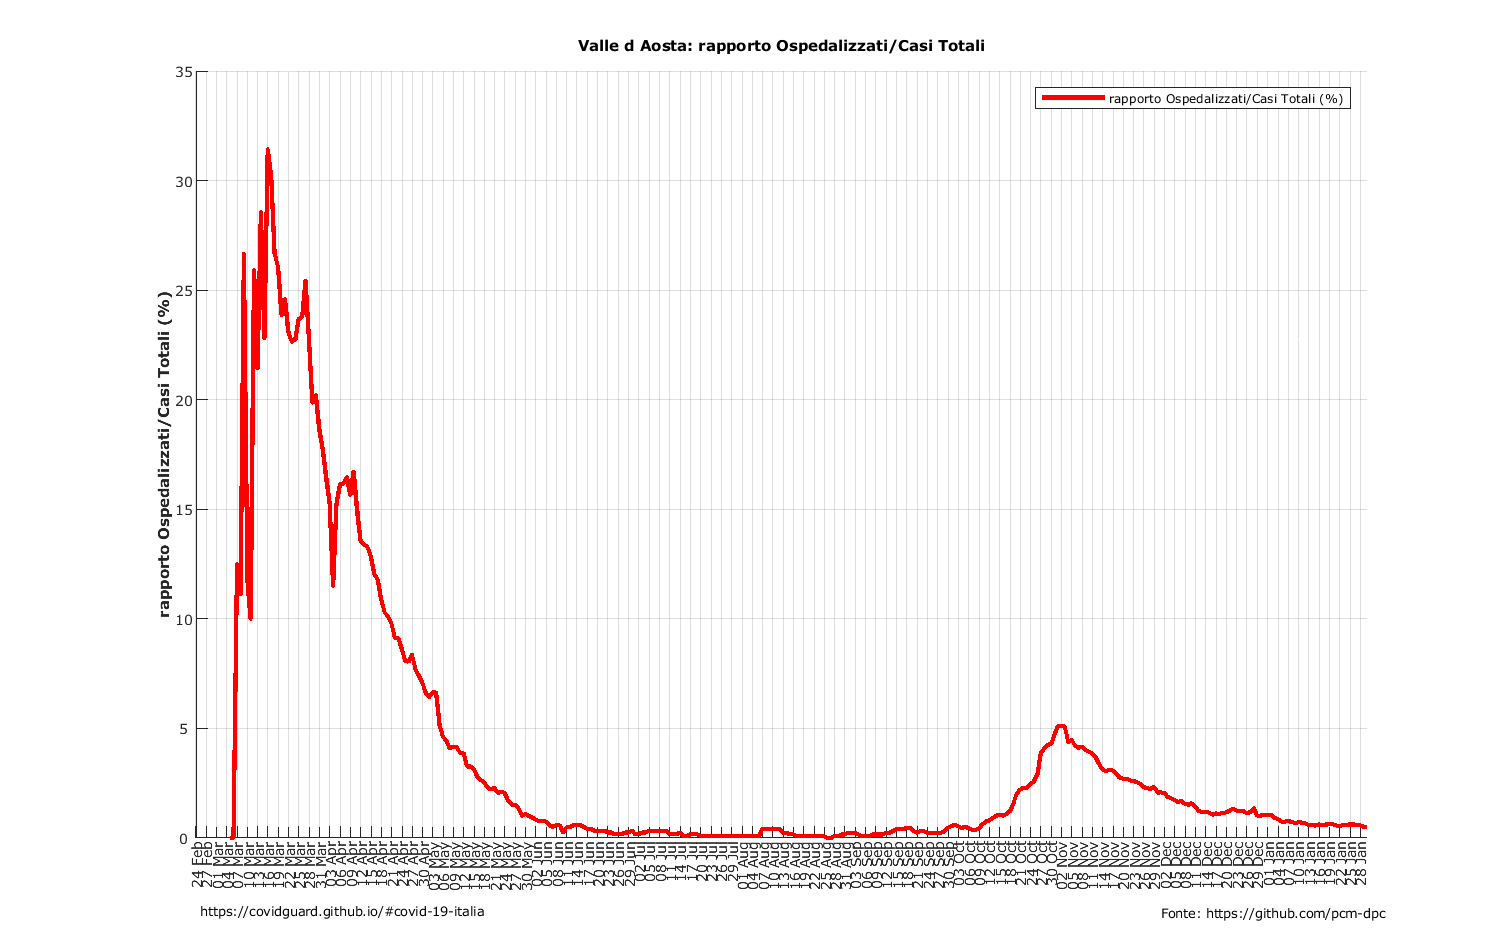 Valle d Aosta: rapporto Ospedalizzati/Casi Totali
rapporto Ospedalizzati/Casi Totali (%)
rapporto Ospedalizzati/Casi Totali (%)
35
30
25
20
15
10
5
0
24 Feb
27 Feb
01 Mar
04 Mar
07 Mar
10 Mar
13 Mar
16 Mar
19 Mar
22 Mar
25 Mar
28 Mar
31 Mar
03 Apr
06 Apr
09 Apr
12 Apr
15 Apr
18 Apr
21 Apr
24 Apr
27 Apr
30 Apr
03 May
06 May
09 May
12 May
15 May
18 May
21 May
24 May
27 May
30 May
02 Jun
05 Jun
08 Jun
11 Jun
14 Jun
17 Jun
20 Jun
23 Jun
26 Jun
29 Jun
02 Jul
05 Jul
08 Jul
11 Jul
14 Jul
17 Jul
20 Jul
23 Jul
26 Jul
29 Jul
01 Aug
04 Aug
07 Aug
10 Aug
13 Aug
16 Aug
19 Aug
22 Aug
25 Aug
28 Aug
31 Aug
03 Sep
06 Sep
09 Sep
12 Sep
15 Sep
18 Sep
21 Sep
24 Sep
27 Sep
30 Sep
03 Oct
06 Oct
09 Oct
12 Oct
15 Oct
18 Oct
21 Oct
24 Oct
27 Oct
30 Oct
02 Nov
05 Nov
08 Nov
11 Nov
14 Nov
17 Nov
20 Nov
23 Nov
26 Nov
29 Nov
02 Dec
05 Dec
08 Dec
11 Dec
14 Dec
17 Dec
20 Dec
23 Dec
26 Dec
29 Dec
01 Jan
04 Jan
07 Jan
10 Jan
13 Jan
16 Jan
19 Jan
22 Jan
25 Jan
28 Jan
https://covidguard.github.io/#covid-19-italia
Fonte: https://github.com/pcm-dpc